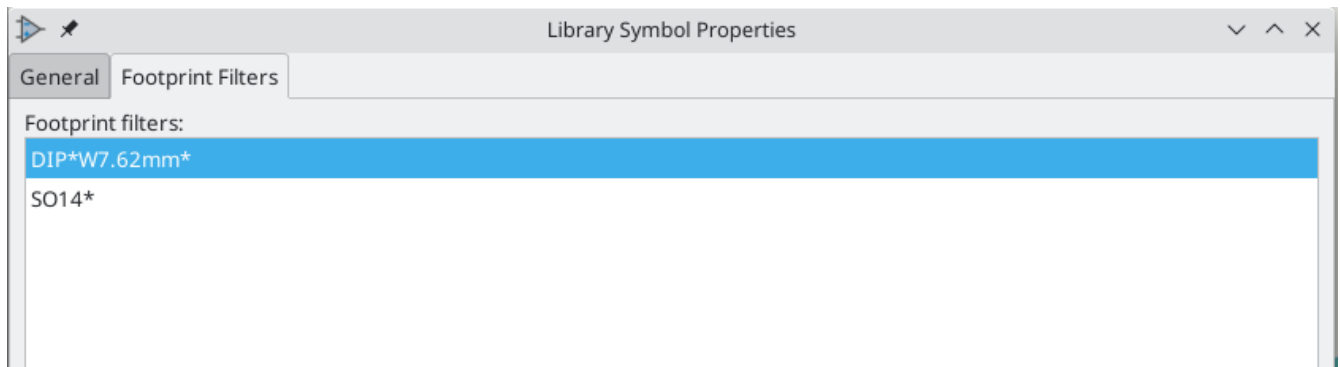 Library Symbol Properties
General Footprint Filters
Footprint filters:
DIP*W7.62mm*
SO14*